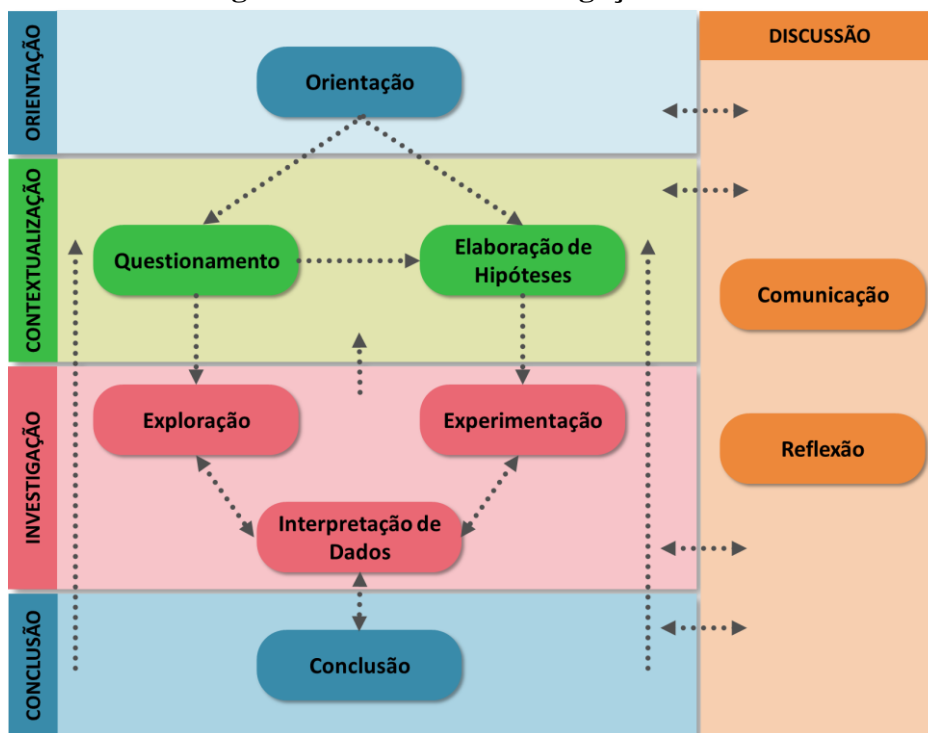 ORIENTAÇÃO
Orientação
DISCUSSÃO
CONTEXTUALIZAÇÃO
Questionamento
Elaboração de
Hipóteses
Comunicação
INVESTIGAÇÃO
Exploração
Experimentação
Reflexão
Interpretação de
Dados
CONCLUSÃO
Conclusão